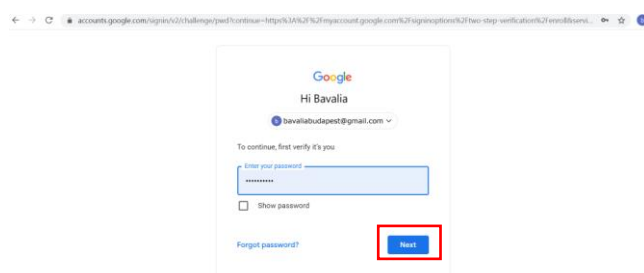 accounts.google.com/signin/v2/challenge/pwd?continue=https%3A%2F%2Fmyaccount.google.com%2Fsigninoptions%2Ftwo-step-verification%2Fenroll&servi...
Google
Hi Bavalia
bavaliabudapest@gmail.com
To continue, first verify it's you
Enter your password
••••••••••
Show password
Forgot password?
Next